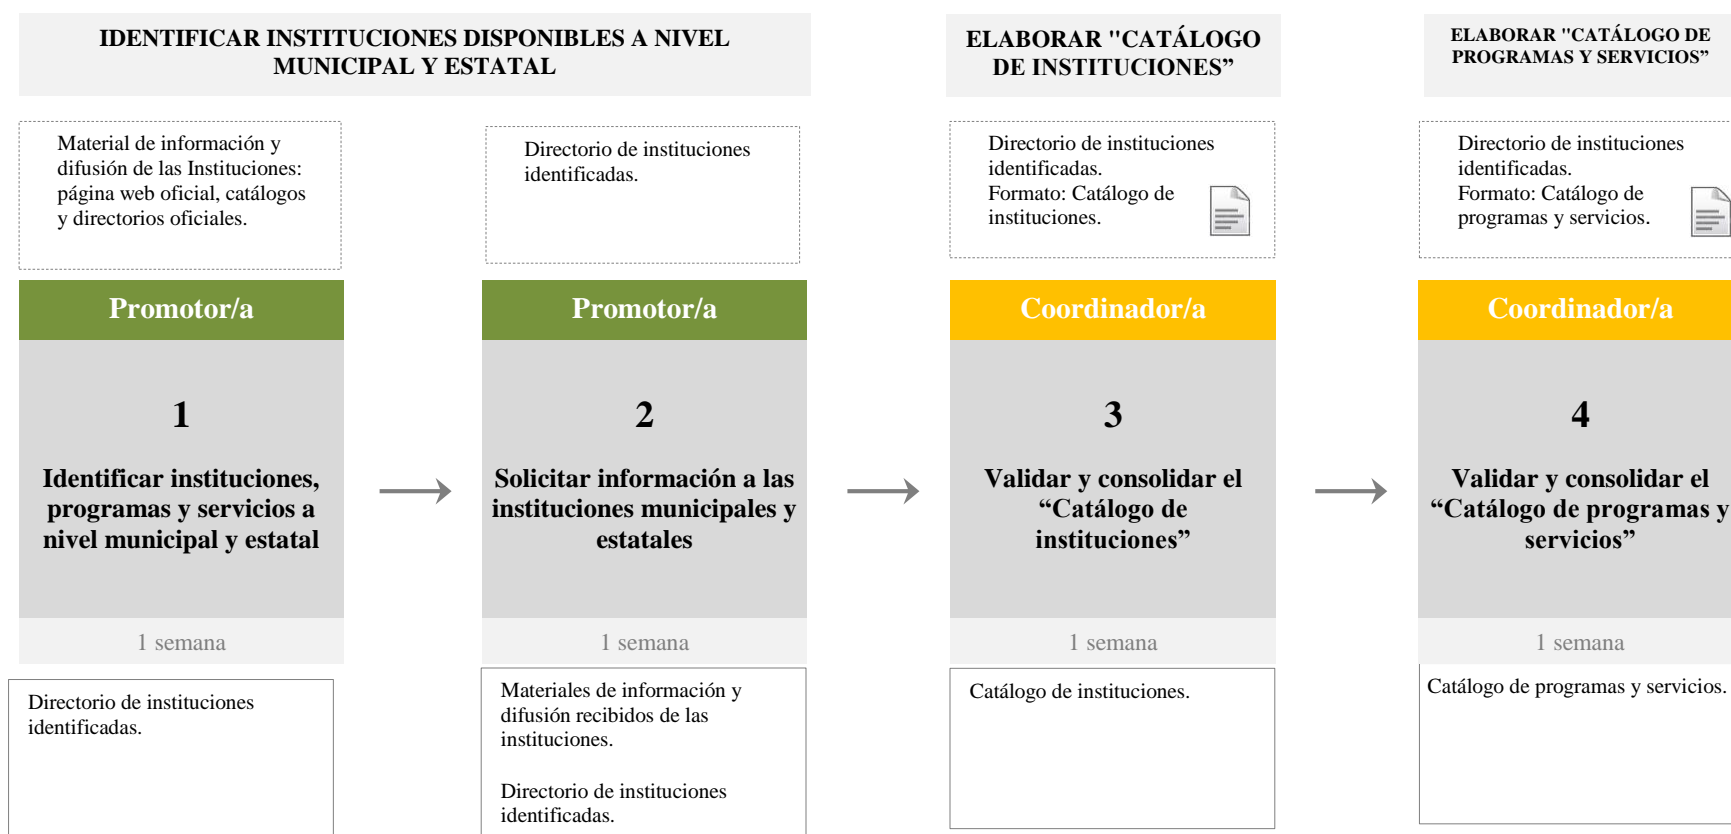 IDENTIFICAR INSTITUCIONES DISPONIBLES A NIVEL
MUNICIPAL Y ESTATAL
ELABORAR "CATÁLOGO
DE INSTITUCIONES”
ELABORAR "CATÁLOGO DE
PROGRAMAS Y SERVICIOS”
Material de información y
difusión de las Instituciones:
página web oficial, catálogos
y directorios oficiales.
Directorio de instituciones
identificadas.
Directorio de instituciones
identificadas.
Formato: Catálogo de
instituciones.
Directorio de instituciones
identificadas.
Formato: Catálogo de
programas y servicios.
Promotor/a
Promotor/a
Coordinador/a
Coordinador/a
1
Identificar instituciones,
programas y servicios a
nivel municipal y estatal
2
Solicitar información a las
instituciones municipales y
estatales
3
Validar y consolidar el
“Catálogo de
instituciones”
4
Validar y consolidar el
“Catálogo de programas y
servicios”
1 semana
1 semana
1 semana
1 semana
Directorio de instituciones
identificadas.
Materiales de información y
difusión recibidos de las
instituciones.
Directorio de instituciones
identificadas.
Catálogo de instituciones.
Catálogo de programas y servicios.